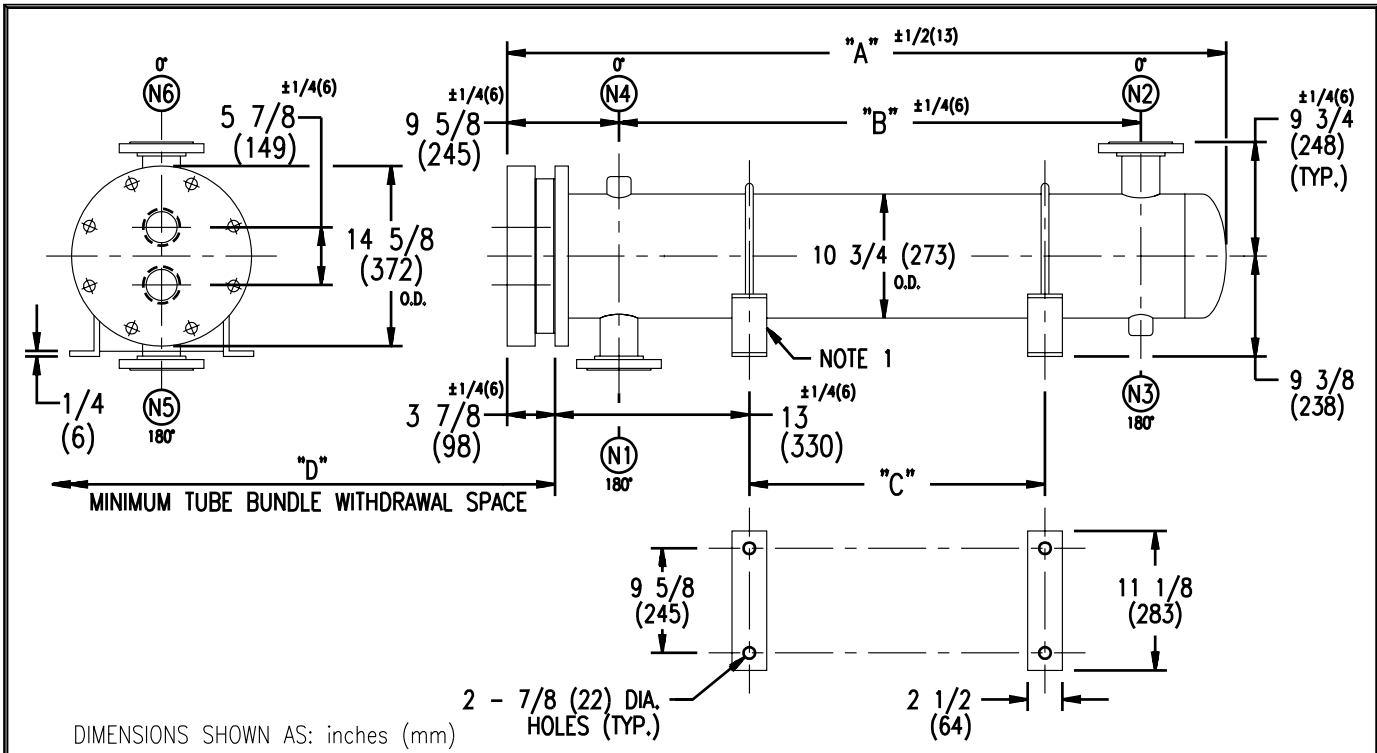 "A" ±1/2(13)
0°
N6
±1/4(6)
5 7/8
(149)
±1/4(6)
9 5/8
(245)
0°
N4
"B" ±1/4(6)
0°
N2
±1/4(6)
9 3/4
(248)
(TYP.)
14 5/8
(372)
O.D.
10 3/4 (273)
O.D.
NOTE 1
1/4
(6)
N5
180°
±1/4(6)
3 7/8
(98)
±1/4(6)
13
(330)
N1
180°
N3
180°
9 3/8
(238)
"D"
MINIMUM TUBE BUNDLE WITHDRAWAL SPACE
"C"
9 5/8
(245)
11 1/8
(283)
2 - 7/8 (22) DIA.
HOLES (TYP.)
2 1/2
(64)
DIMENSIONS SHOWN AS: inches (mm)